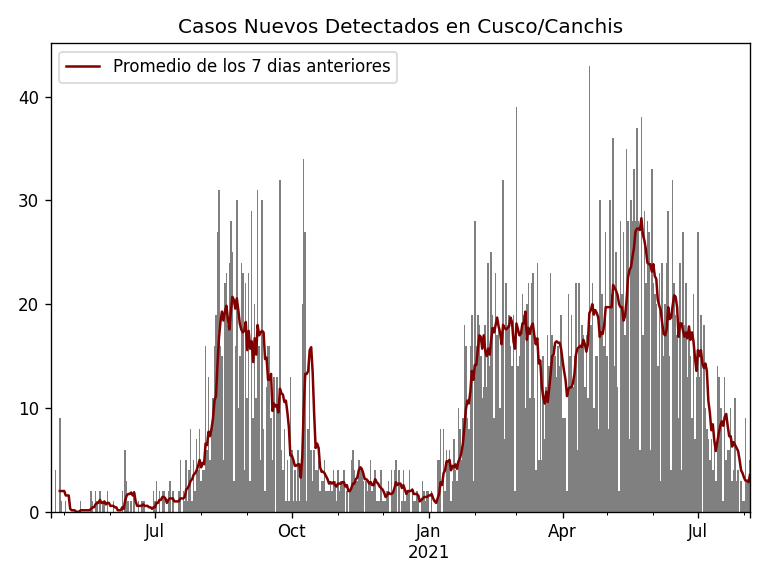 Casos Nuevos Detectados en Cusco/Canchis
Promedio de los 7 dias anteriores
40
30
20
10
0
Jul
Oct
Jan
2021
Apr
Jul